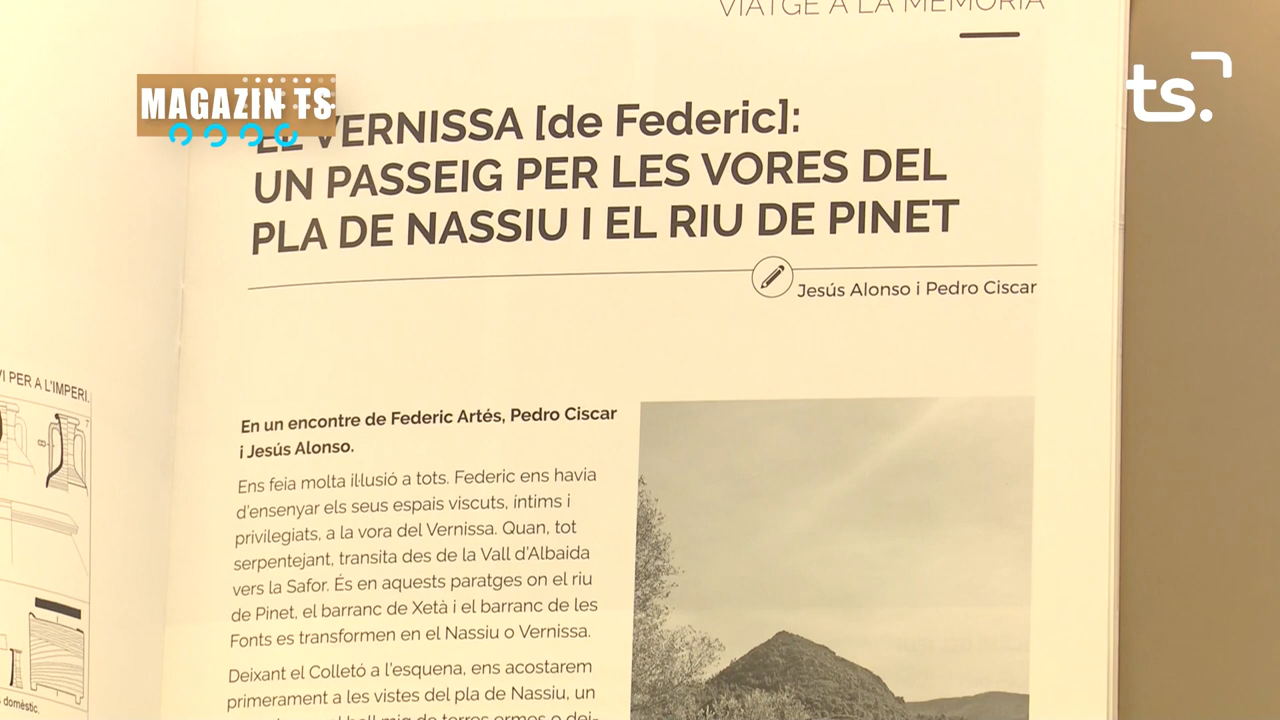 VIATGE A LA MEMÒRIA
MAGAZIN TS
ts.
EL VERNISSA [de Federic]:
UN PASSEIG PER LES VORES DEL
PLA DE NASSIU I EL RIU DE PINET
Jesús Alonso i Pedro Ciscar
VI PER A L'IMPERI.
7
domèstic.
En un encontre de Federic Artés, Pedro Ciscar
i Jesús Alonso.
Ens feia molta il·lusió a tots. Federic ens havia
d'ensenyar els seus espais viscuts, íntims i
privilegiats, a la vora del Vernissa. Quan, tot
serpentejant, transita des de la Vall d'Albaida
vers la Safor. És en aquests paratges on el riu
de Pinet, el barranc de Xetà i el barranc de les
Fonts es transformen en el Nassiu o Vernissa.
Deixant el Colletó a l'esquena, ens acostarem
primerament a les vistes del pla de Nassiu, un